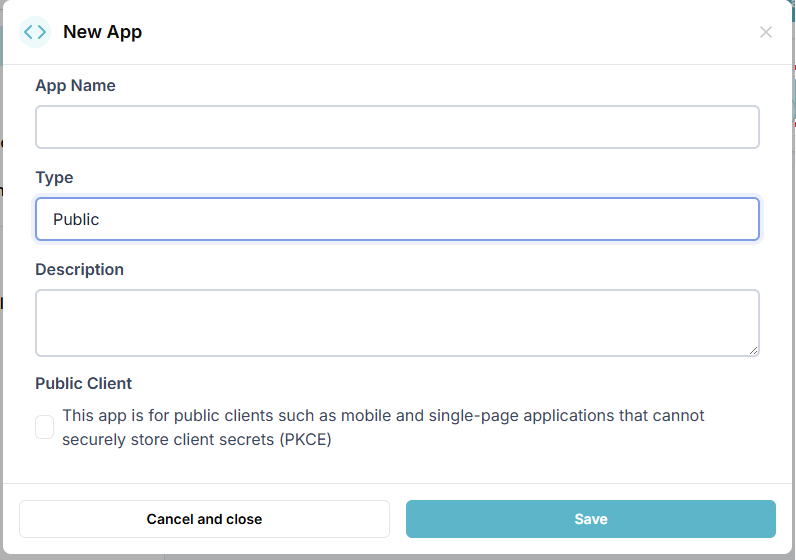 New App
App Name
Type
Public
Description
Public Client
This app is for public clients such as mobile and single-page applications that cannot
securely store client secrets (PKCE)
Cancel and close
Save